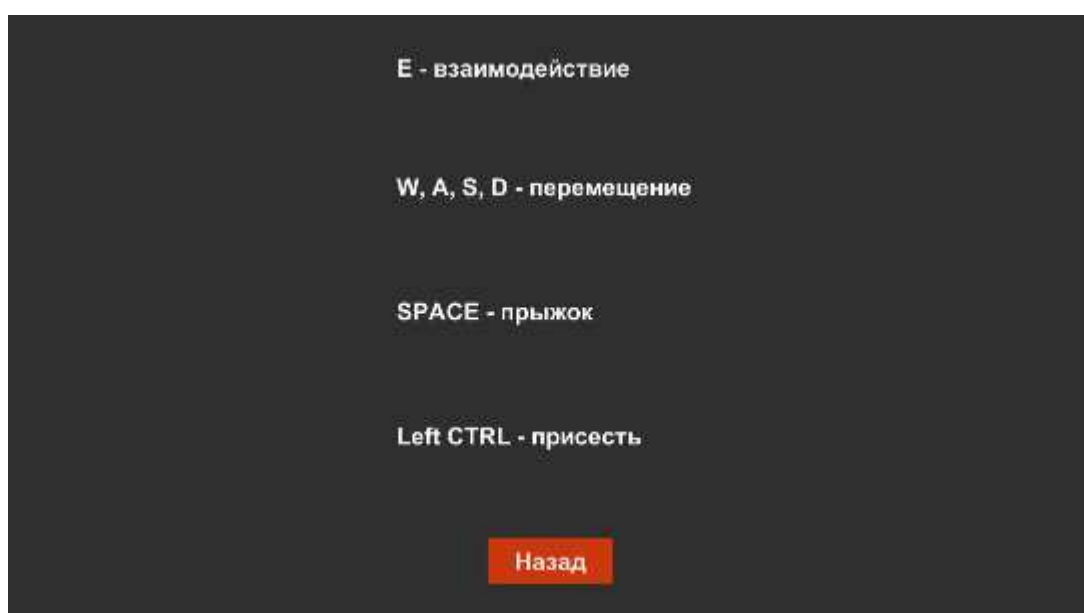 E - взаимодействие
W, A, S, D - перемещение
SPACE - прыжок
Left CTRL - присесть
Назад